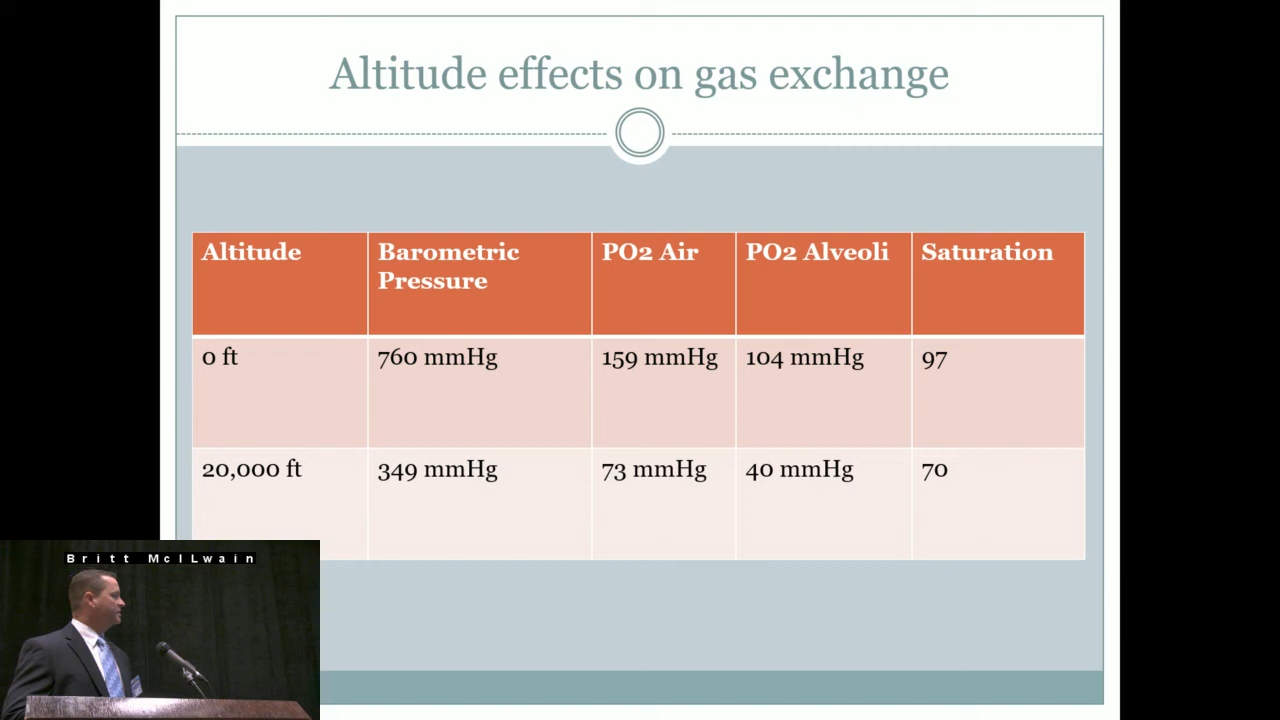 Altitude effects on gas exchange
Altitude Barometric Pressure PO2 Air PO2 Alveoli Saturation
0 ft 760 mmHg 159 mmHg 104 mmHg 97
20,000 ft 349 mmHg 73 mmHg 40 mmHg 70
Britt McILwain